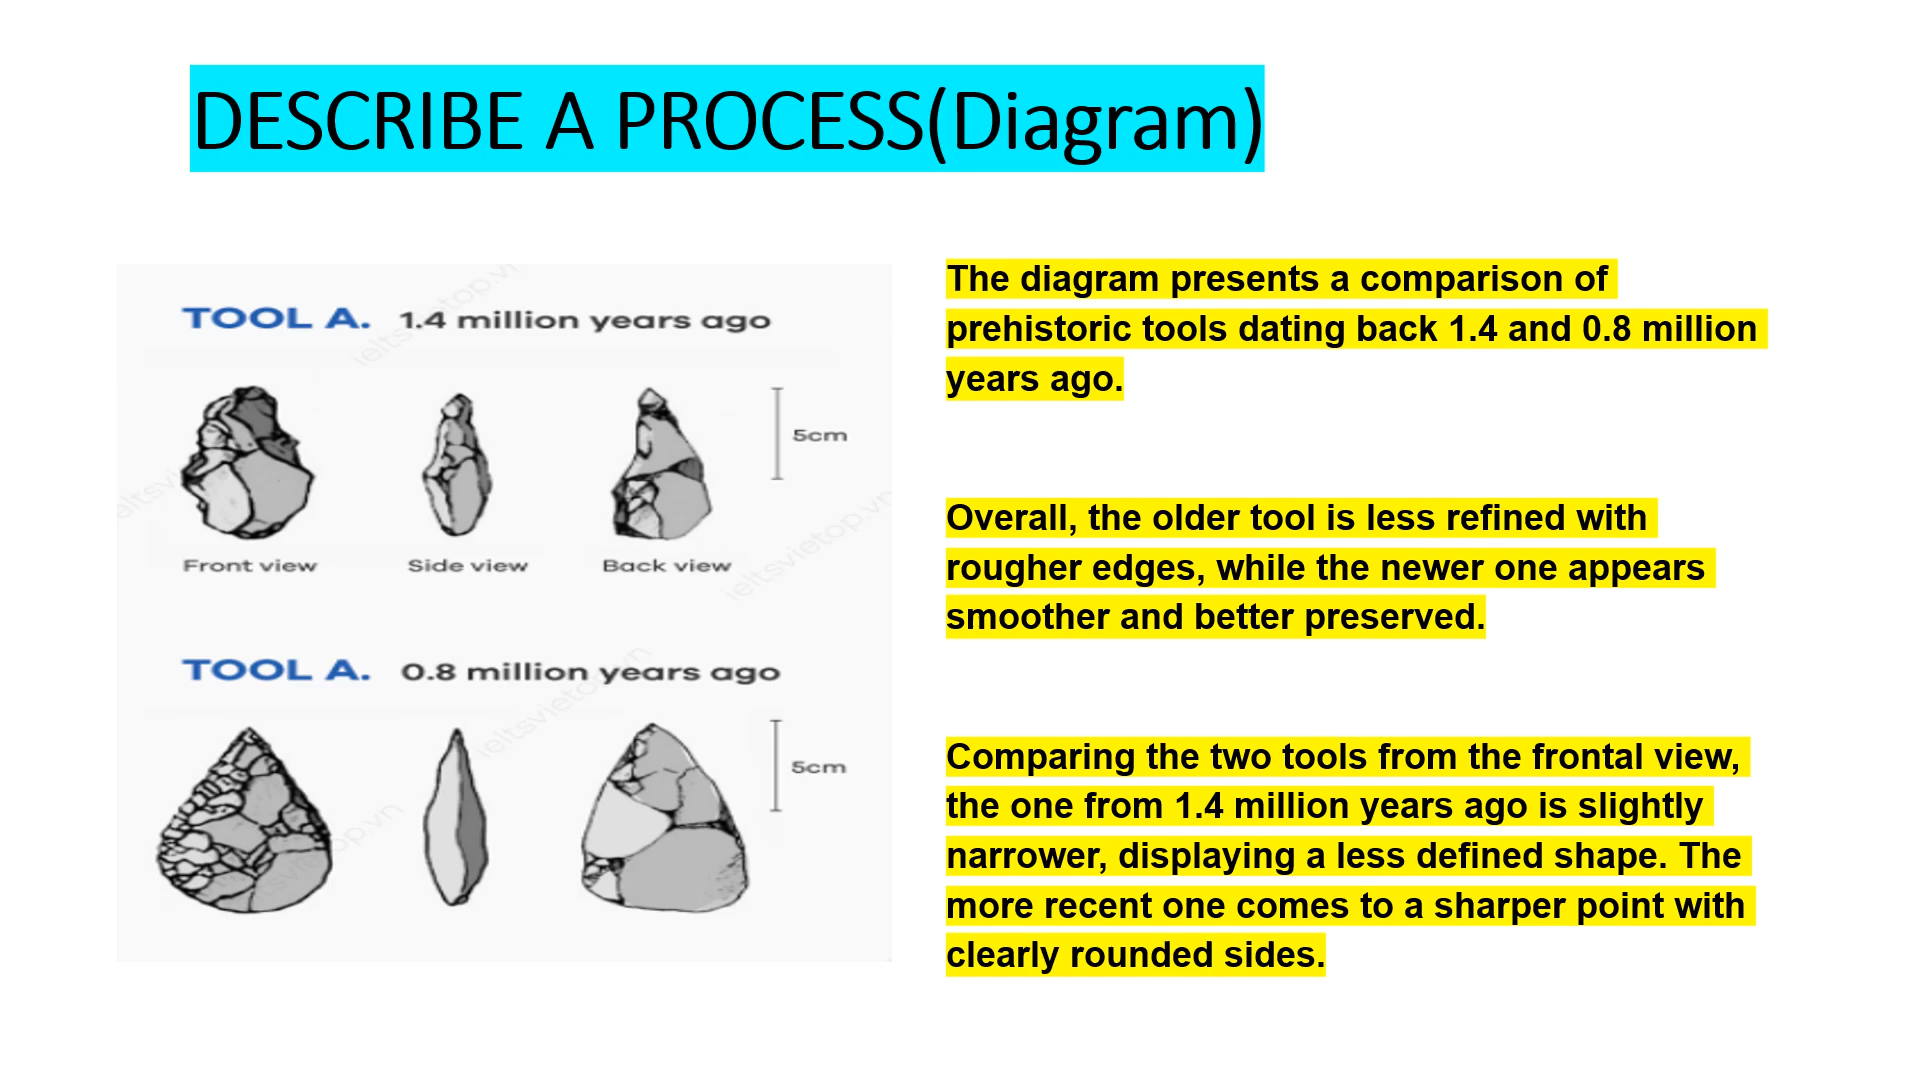 DESCRIBE A PROCESS(Diagram)
TOOL A. 1.4 million years ago
5cm
Front view Side view Back view
TOOL A. 0.8 million years ago
5cm
The diagram presents a comparison of
prehistoric tools dating back 1.4 and 0.8 million
years ago.
Overall, the older tool is less refined with
rougher edges, while the newer one appears
smoother and better preserved.
Comparing the two tools from the frontal view,
the one from 1.4 million years ago is slightly
narrower, displaying a less defined shape. The
more recent one comes to a sharper point with
clearly rounded sides.
ieltsvietop.vn
ieltsvietop.vn